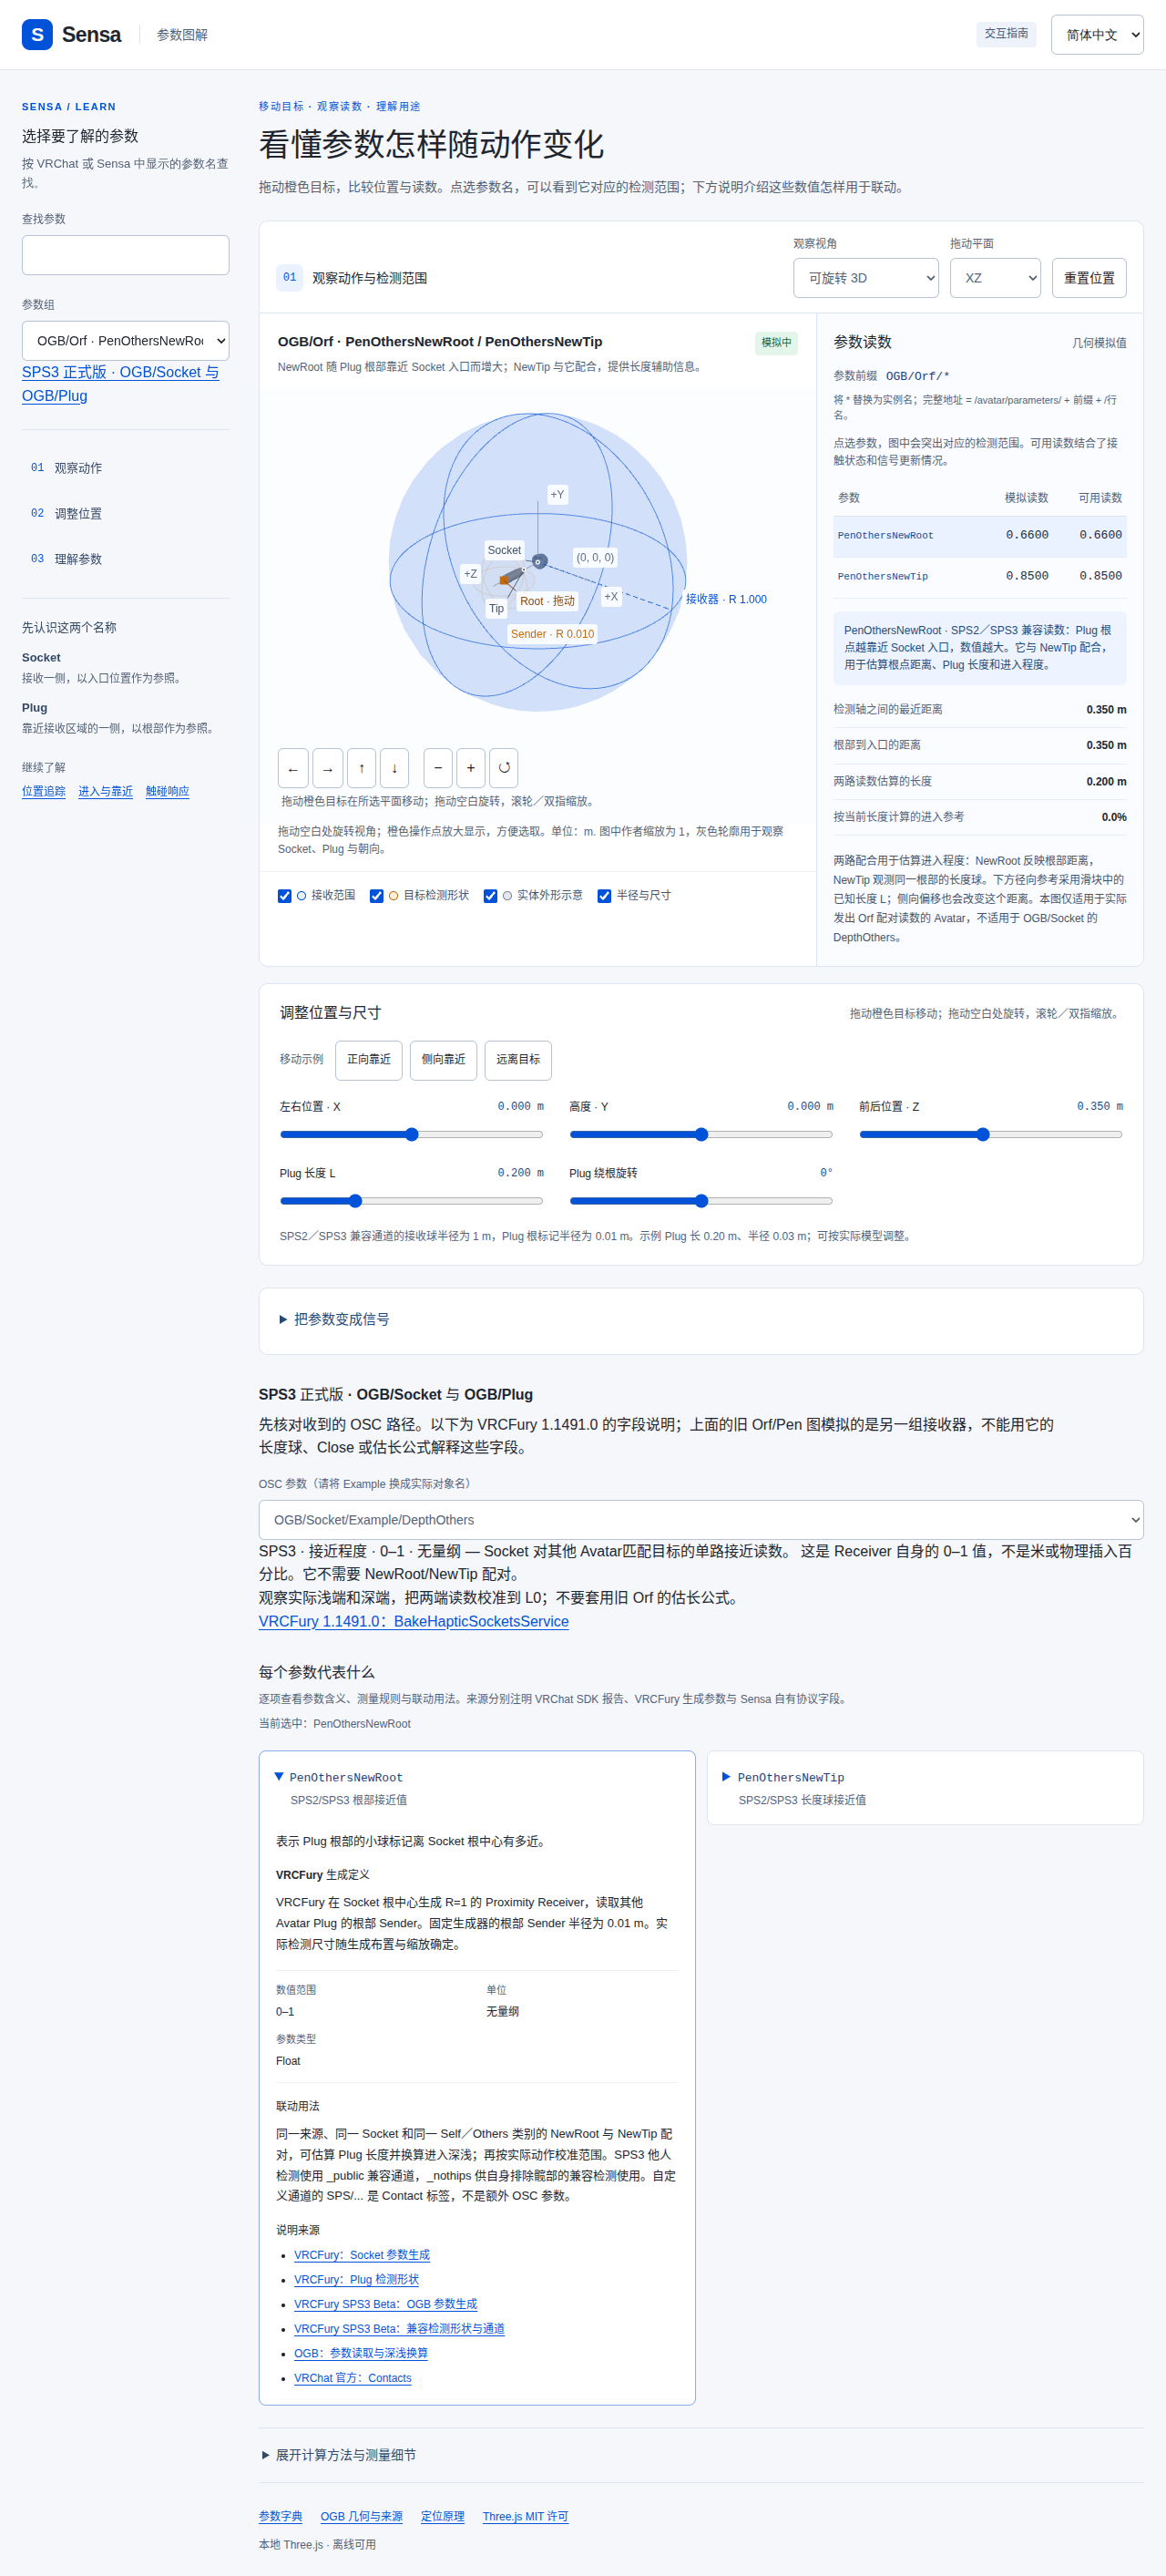 S Sensa 参数图解
交互指南
简体中文
SENSA / LEARN
选择要了解的参数
按 VRChat 或 Sensa 中显示的参数名查
找。
查找参数
参数组
OGB/Orf · PenOthersNewRoo
SPS3 正式版 · OGB/Socket 与
OGB/Plug
01 观察动作
02 调整位置
03 理解参数
先认识这两个名称
Socket
接收一侧，以入口位置作为参照。
Plug
靠近接收区域的一侧，以根部作为参照。
继续了解
位置追踪 进入与靠近 触碰响应
移动目标 · 观察读数 · 理解用途
看懂参数怎样随动作变化
拖动橙色目标，比较位置与读数。点选参数名，可以看到它对应的检测范围；下方说明介绍这些数值怎样用于联动。
01 观察动作与检测范围
观察视角
可旋转 3D
拖动平面
XZ
重置位置
OGB/Orf · PenOthersNewRoot / PenOthersNewTip
模拟中
NewRoot 随 Plug 根部靠近 Socket 入口而增大；NewTip 与它配合，提供长度辅助信息。
+Y
Socket
(0, 0, 0)
+Z
+X
Root · 拖动
Tip
接收器 · R 1.000
Sender · R 0.010
← → ↑ ↓ − + ⭯
拖动橙色目标在所选平面移动；拖动空白旋转，滚轮／双指缩放。
拖动空白处旋转视角；橙色操作点放大显示，方便选取。单位：m. 图中作者缩放为 1，灰色轮廓用于观察
Socket、Plug 与朝向。
接收范围 目标检测形状 实体外形示意 半径与尺寸
参数读数 几何模拟值
参数前缀 OGB/Orf/*
将 * 替换为实例名；完整地址 = /avatar/parameters/ + 前缀 + /行
名。
点选参数，图中会突出对应的检测范围。可用读数结合了接
触状态和信号更新情况。
参数 模拟读数 可用读数
PenOthersNewRoot 0.6600 0.6600
PenOthersNewTip 0.8500 0.8500
PenOthersNewRoot · SPS2／SPS3 兼容读数：Plug 根
点越靠近 Socket 入口，数值越大。它与 NewTip 配合，
用于估算根点距离、Plug 长度和进入程度。
检测轴之间的最近距离 0.350 m
根部到入口的距离 0.350 m
两路读数估算的长度 0.200 m
按当前长度计算的进入参考 0.0%
两路配合用于估算进入程度：NewRoot 反映根部距离，
NewTip 观测同一根部的长度球。下方径向参考采用滑块中的
已知长度 L；侧向偏移也会改变这个距离。本图仅适用于实际
发出 Orf 配对读数的 Avatar，不适用于 OGB/Socket 的
DepthOthers。
调整位置与尺寸 拖动橙色目标移动；拖动空白处旋转，滚轮／双指缩放。
移动示例 正向靠近 侧向靠近 远离目标
左右位置 · X 0.000 m
高度 · Y 0.000 m
前后位置 · Z 0.350 m
Plug 长度 L 0.200 m
Plug 绕根旋转 0°
SPS2／SPS3 兼容通道的接收球半径为 1 m，Plug 根标记半径为 0.01 m。示例 Plug 长 0.20 m、半径 0.03 m；可按实际模型调整。
把参数变成信号
SPS3 正式版 · OGB/Socket 与 OGB/Plug
先核对收到的 OSC 路径。以下为 VRCFury 1.1491.0 的字段说明；上面的旧 Orf/Pen 图模拟的是另一组接收器，不能用它的
长度球、Close 或估长公式解释这些字段。
OSC 参数（请将 Example 换成实际对象名）
OGB/Socket/Example/DepthOthers
SPS3 · 接近程度 · 0–1 · 无量纲 — Socket 对其他 Avatar匹配目标的单路接近读数。 这是 Receiver 自身的 0–1 值，不是米或物理插入百
分比。它不需要 NewRoot/NewTip 配对。
观察实际浅端和深端，把两端读数校准到 L0；不要套用旧 Orf 的估长公式。
VRCFury 1.1491.0：BakeHapticSocketsService
每个参数代表什么
逐项查看参数含义、测量规则与联动用法。来源分别注明 VRChat SDK 报告、VRCFury 生成参数与 Sensa 自有协议字段。
当前选中：PenOthersNewRoot
PenOthersNewRoot
SPS2/SPS3 根部接近值
表示 Plug 根部的小球标记离 Socket 根中心有多近。
VRCFury 生成定义
VRCFury 在 Socket 根中心生成 R=1 的 Proximity Receiver，读取其他
Avatar Plug 的根部 Sender。固定生成器的根部 Sender 半径为 0.01 m。实
际检测尺寸随生成布置与缩放确定。
数值范围 单位
0–1 无量纲
参数类型
Float
联动用法
同一来源、同一 Socket 和同一 Self／Others 类别的 NewRoot 与 NewTip 配
对，可估算 Plug 长度并换算进入深浅；再按实际动作校准范围。SPS3 他人
检测使用 _public 兼容通道，_nothips 供自身排除髋部的兼容检测使用。自定
义通道的 SPS/... 是 Contact 标签，不是额外 OSC 参数。
说明来源
VRCFury：Socket 参数生成
VRCFury：Plug 检测形状
VRCFury SPS3 Beta：OGB 参数生成
VRCFury SPS3 Beta：兼容检测形状与通道
OGB：参数读取与深浅换算
VRChat 官方：Contacts
PenOthersNewTip
SPS2/SPS3 长度球接近值
展开计算方法与测量细节
参数字典 OGB 几何与来源 定位原理 Three.js MIT 许可
本地 Three.js · 离线可用